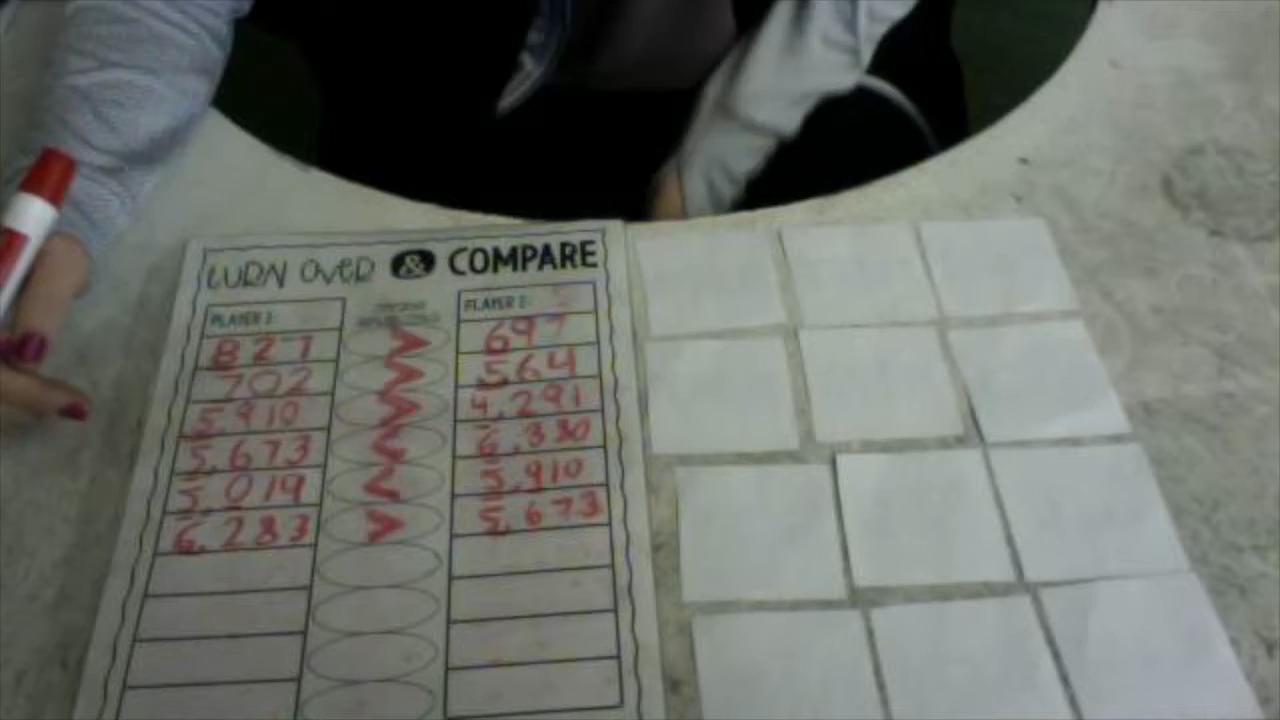 TURN OVER & COMPARE
PLAYER 1: PLAYER 2:
827 > 697
702 > 564
5,910 > 4,291
5,673 < 6,330
5,019 < 5,910
6,283 > 5,673